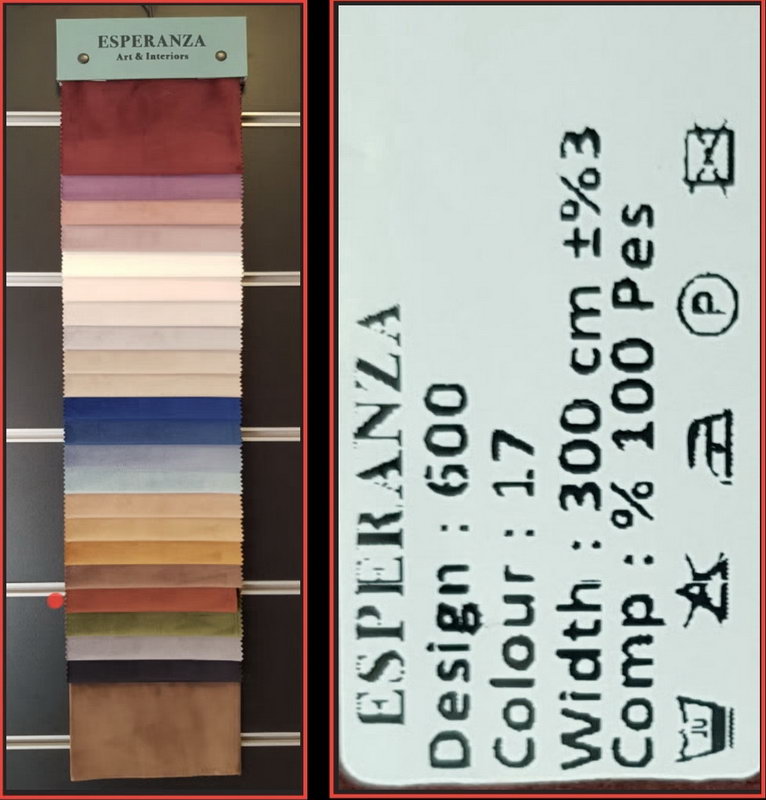 ESPERANZA
Art & Interiors
ESPERANZA
Design : 600
Colour : 17
Width : 300 cm ±%3
Comp : % 100 Pes
P